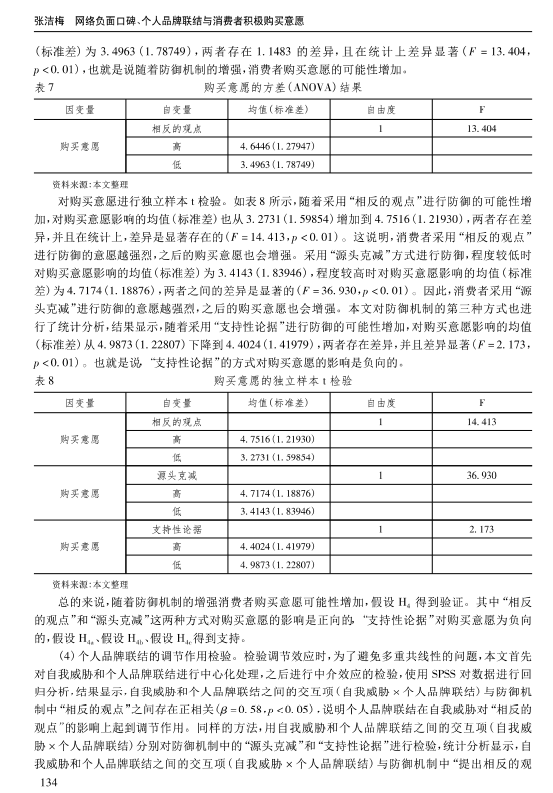 张洁梅　网络负面口碑、个人品牌联结与消费者积极购买意愿
(标准差)为 3.4963(1.78749),两者存在 1.1483 的差异,且在统计上差异显著(F = 13.404,
p<0.01),也就是说随着防御机制的增强,消费者购买意愿的可能性增加。
表 7　购买意愿的方差(ANOVA)结果
因变量　自变量　均值(标准差)　自由度　F
相反的观点　1　13.404
购买意愿　高　4.6446(1.27947)
低　3.4963(1.78749)
资料来源:本文整理
对购买意愿进行独立样本 t 检验。如表 8 所示,随着采用“相反的观点”进行防御的可能性增
加,对购买意愿影响的均值(标准差)也从 3.2731(1.59854)增加到 4.7516(1.21930),两者存在差
异,并且在统计上,差异是显著存在的(F = 14.413,p<0.01)。这说明,消费者采用“相反的观点”
进行防御的意愿越强烈,之后的购买意愿也会增强。采用“源头克减”方式进行防御,程度较低时
对购买意愿影响的均值(标准差)为 3.4143(1.83946),程度较高时对购买意愿影响的均值(标准
差)为 4.7174(1.18876),两者之间的差异是显著的(F=36.930,p<0.01)。因此,消费者采用“源
头克减”进行防御的意愿越强烈,之后的购买意愿也会增强。本文对防御机制的第三种方式也进
行了统计分析,结果显示,随着采用“支持性论据”进行防御的可能性增加,对购买意愿影响的均值
(标准差)从 4.9873(1.22807)下降到 4.4024(1.41979),两者存在差异,并且差异显著(F=2.173,
p<0.01)。也就是说,“支持性论据”的方式对购买意愿的影响是负向的。
表 8　购买意愿的独立样本 t 检验
因变量　自变量　均值(标准差)　自由度　F
相反的观点　1　14.413
购买意愿　高　4.7516(1.21930)
低　3.2731(1.59854)
源头克减　1　36.930
购买意愿　高　4.7174(1.18876)
低　3.4143(1.83946)
支持性论据　1　2.173
购买意愿　高　4.4024(1.41979)
低　4.9873(1.22807)
资料来源:本文整理
总的来说,随着防御机制的增强消费者购买意愿可能性增加,假设 H4 得到验证。其中“相反
的观点”和“源头克减”这两种方式对购买意愿的影响是正向的,“支持性论据”对购买意愿为负向
的,假设 H4a、假设 H4b、假设 H4c得到支持。
(4)个人品牌联结的调节作用检验。检验调节效应时,为了避免多重共线性的问题,本文首先
对自我威胁和个人品牌联结进行中心化处理,之后进行中介效应的检验,使用 SPSS 对数据进行回
归分析,结果显示,自我威胁和个人品牌联结之间的交互项(自我威胁×个人品牌联结)与防御机
制中“相反的观点”之间存在正相关(β=0.58,p<0.05),说明个人品牌联结在自我威胁对“相反的
观点”的影响上起到调节作用。同样的方法,用自我威胁和个人品牌联结之间的交互项(自我威
胁×个人品牌联结)分别对防御机制中的“源头克减”和“支持性论据”进行检验,统计分析显示,自
我威胁和个人品牌联结之间的交互项(自我威胁×个人品牌联结)与防御机制中“提出相反的观
134